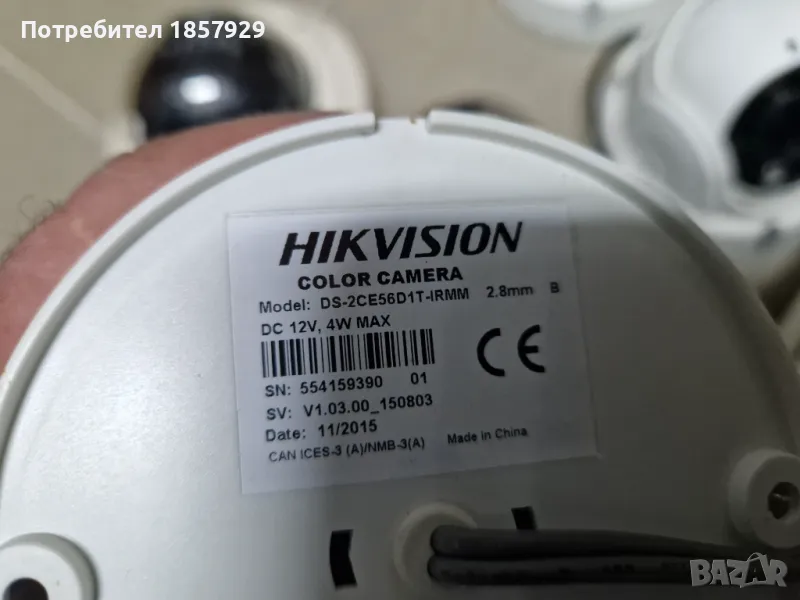 Потребител 1857929
HIKVISION
COLOR CAMERA
Model: DS-2CE56D1T-IRMM 2.8mm B
DC 12V, 4W MAX
CE
SN: 554159390 01
SV: V1.03.00_150803
Date: 11/2015
CAN ICES-3 (A)/NMB-3(A) Made in China
BAZAR